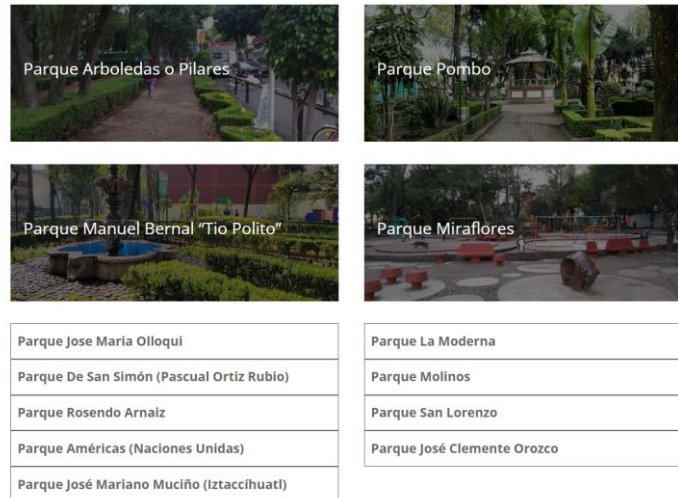 Parque Arboledas o Pilares
Parque Pombo
Parque Manuel Bernal “Tio Polito”
Parque Miraflores
Parque Jose Maria Olloqui
Parque De San Simón (Pascual Ortiz Rubio)
Parque Rosendo Arnaiz
Parque Américas (Naciones Unidas)
Parque José Mariano Muciño (Iztaccíhuatl)
Parque La Moderna
Parque Molinos
Parque San Lorenzo
Parque José Clemente Orozco